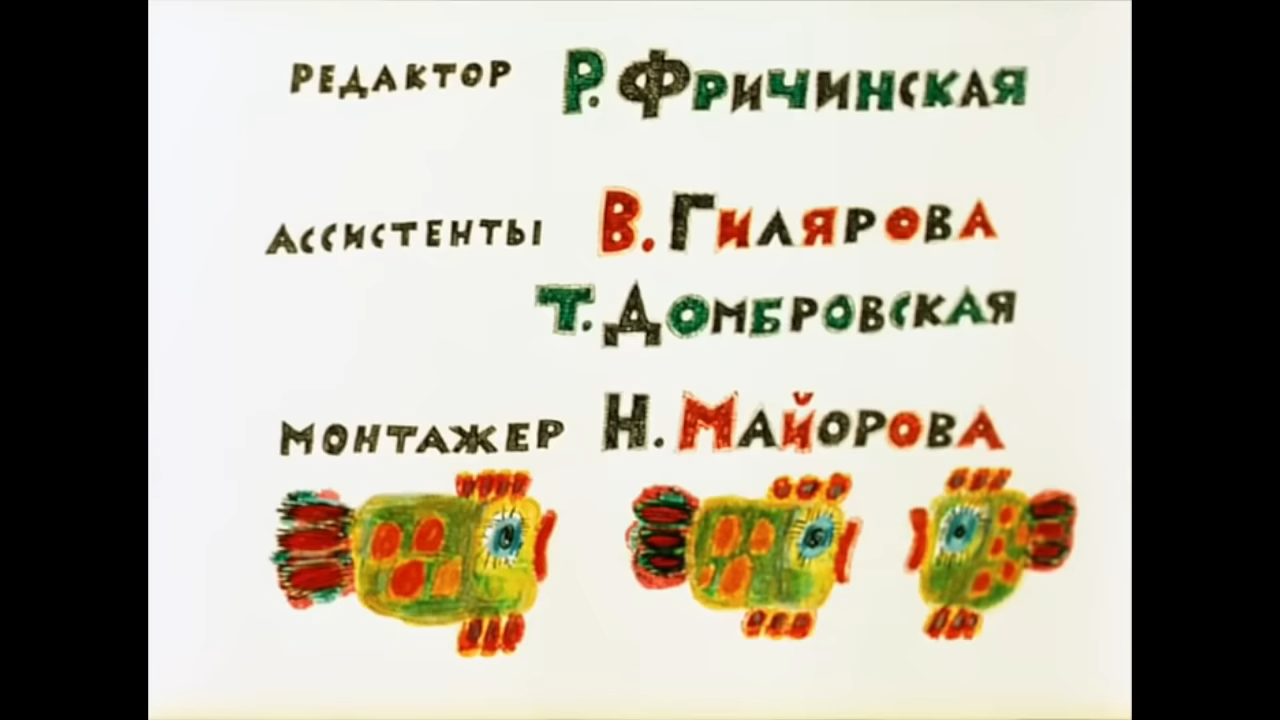 РЕДАКТОР Р. ФРИЧИНСКАЯ
АССИСТЕНТЫ В. ГИЛЯРОВА
Т. ДОМБРОВСКАЯ
МОНТАЖЕР Н. МАЙОРОВА